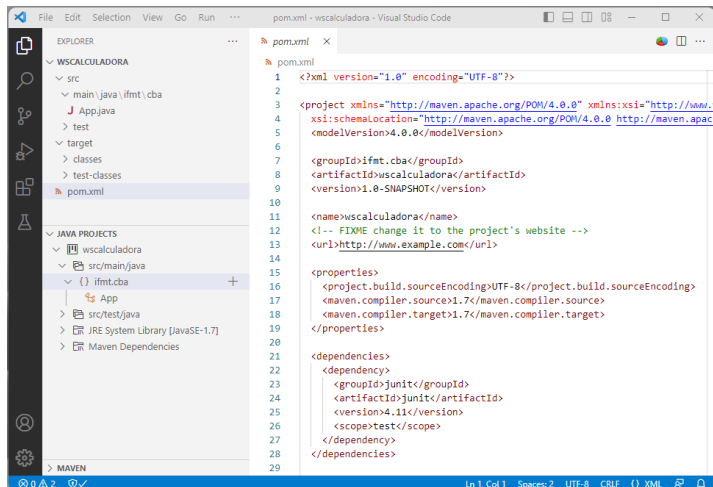 File Edit Selection View Go Run ··· pom.xml - wscalculadora - Visual Studio Code
EXPLORER ···
WSCALCULADORA
src
main\java\ifmt\cba
J App.java
test
target
classes
test-classes
pom.xml
JAVA PROJECTS
wscalculadora
src/main/java
{} ifmt.cba
App
src/test/java
JRE System Library [JavaSE-1.7]
Maven Dependencies
MAVEN
pom.xml
pom.xml
1 <?xml version="1.0" encoding="UTF-8"?>
2
3 <project xmlns="http://maven.apache.org/POM/4.0.0" xmlns:xsi="http://www.
4 xsi:schemaLocation="http://maven.apache.org/POM/4.0.0 http://maven.apac
5 <modelVersion>4.0.0</modelVersion>
6
7 <groupId>ifmt.cba</groupId>
8 <artifactId>wscalculadora</artifactId>
9 <version>1.0-SNAPSHOT</version>
10
11 <name>wscalculadora</name>
12 <!-- FIXME change it to the project's website -->
13 <url>http://www.example.com</url>
14
15 <properties>
16 <project.build.sourceEncoding>UTF-8</project.build.sourceEncoding>
17 <maven.compiler.source>1.7</maven.compiler.source>
18 <maven.compiler.target>1.7</maven.compiler.target>
19 </properties>
20
21 <dependencies>
22 <dependency>
23 <groupId>junit</groupId>
24 <artifactId>junit</artifactId>
25 <version>4.11</version>
26 <scope>test</scope>
27 </dependency>
28 </dependencies>
29
0 2 Ln 1, Col 1 Spaces: 2 UTF-8 CRLF {} XML